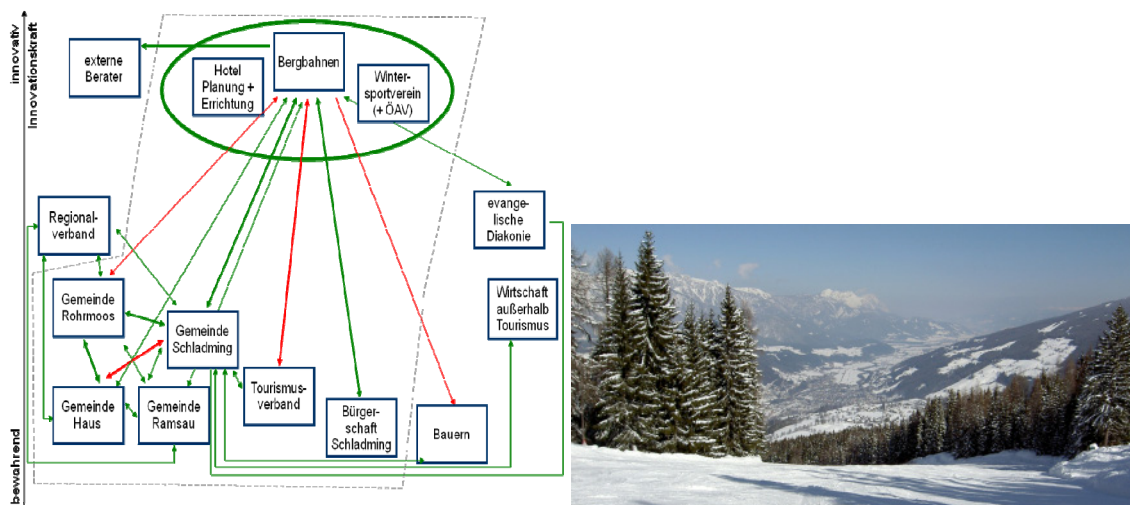 innovativ
Innovationskraft
bewahrend
externe
Berater
Bergbahnen
Hotel
Planung +
Errichtung
Winter-
sportverein
(+ ÖAV)
Regional-
verband
evange-
lische
Diakonie
Gemeinde
Rohrmoos
Gemeinde
Schladming
Wirtschaft
außerhalb
Tourismus
Gemeinde
Haus
Gemeinde
Ramsau
Tourismus-
verband
Bürger-
schaft
Schladming
Bauern